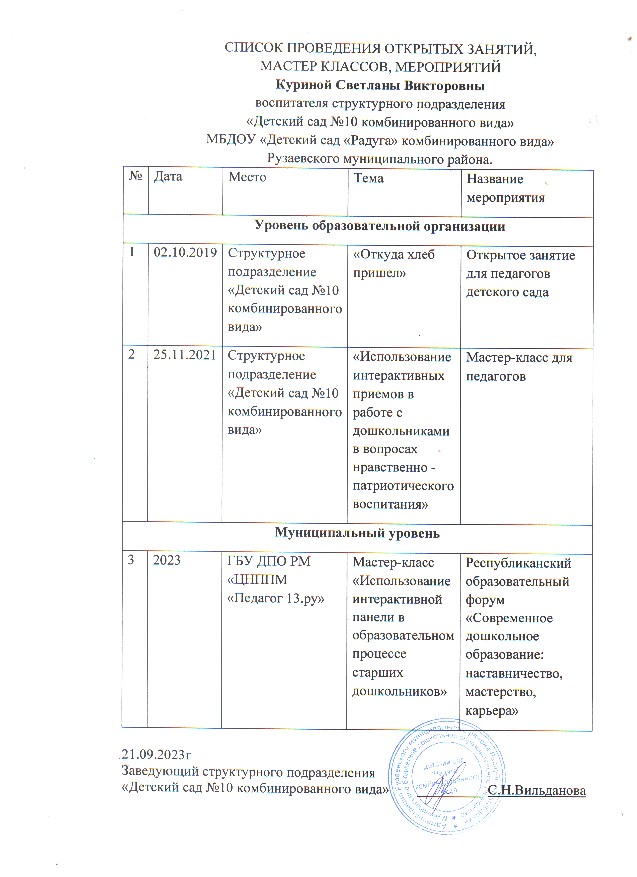 СПИСОК ПРОВЕДЕНИЯ ОТКРЫТЫХ ЗАНЯТИЙ,
МАСТЕР КЛАССОВ, МЕРОПРИЯТИЙ
Куриной Светланы Викторовны
воспитателя структурного подразделения
«Детский сад №10 комбинированного вида»
МБДОУ «Детский сад «Радуга» комбинированного вида»
Рузаевского муниципального района.
№ Дата Место Тема Название
мероприятия
Уровень образовательной организации
1 02.10.2019 Структурное «Откуда хлеб Открытое занятие
подразделение пришел» для педагогов
«Детский сад №10 детского сада
комбинированного
вида»
2 25.11.2021 Структурное «Использование Мастер-класс для
подразделение интерактивных педагогов
«Детский сад №10 приемов в
комбинированного работе с
вида» дошкольниками
в вопросах
нравственно -
патриотического
воспитания»
Муниципальный уровень
3 2023 ГБУ ДПО РМ Мастер-класс Республиканский
«ЦНППМ «Использование образовательный
«Педагог 13.ру» интерактивной форум
панели в «Современное
образовательном дошкольное
процессе образование:
старших наставничество,
дошкольников» мастерство,
карьера»
21.09.2023г
Заведующий структурного подразделения
«Детский сад №10 комбинированного вида» С.Н.Вильданова